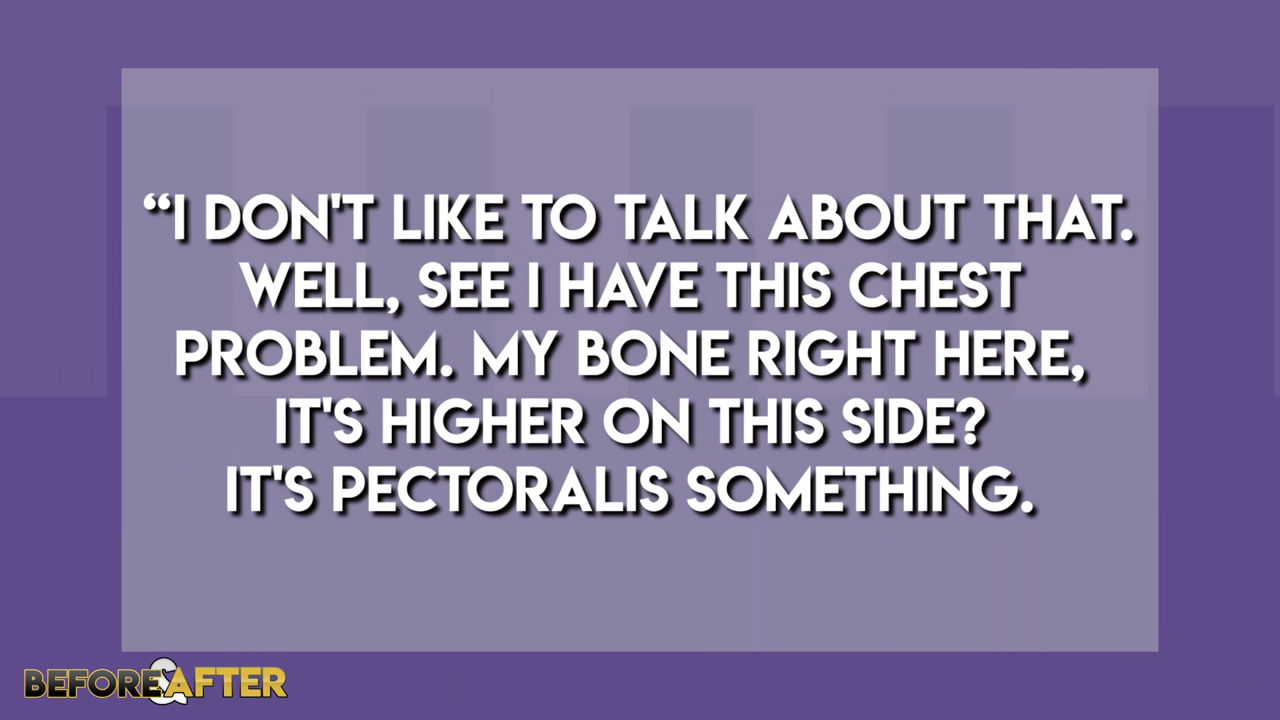 “I DON'T LIKE TO TALK ABOUT THAT.
WELL, SEE I HAVE THIS CHEST
PROBLEM. MY BONE RIGHT HERE,
IT'S HIGHER ON THIS SIDE?
IT'S PECTORALIS SOMETHING.
BEFORE & AFTER